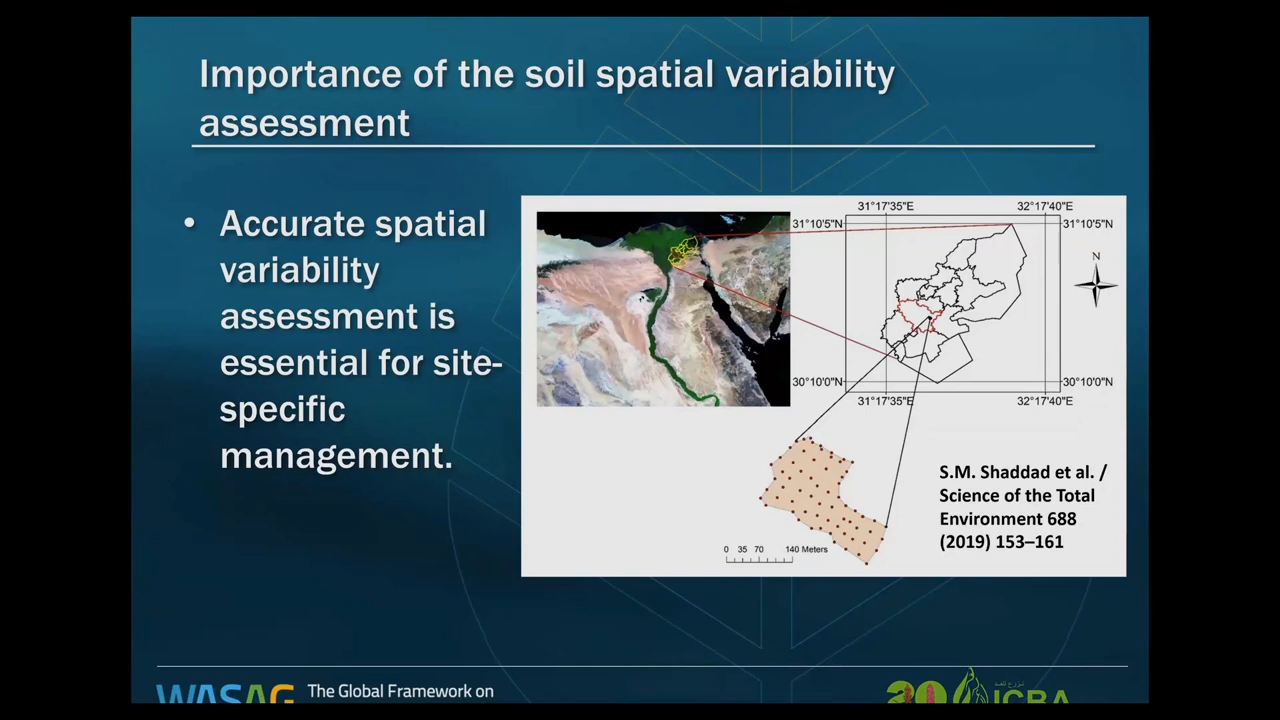 Importance of the soil spatial variability
assessment
• Accurate spatial
variability
assessment is
essential for site-
specific
management.
31°17'35"E 32°17'40"E
31°10'5"N 31°10'5"N
N
30°10'0"N 30°10'0"N
31°17'35"E 32°17'40"E
S.M. Shaddad et al. /
Science of the Total
Environment 688
(2019) 153–161
0 35 70 140 Meters
WASAG The Global Framework on
20 ICBA